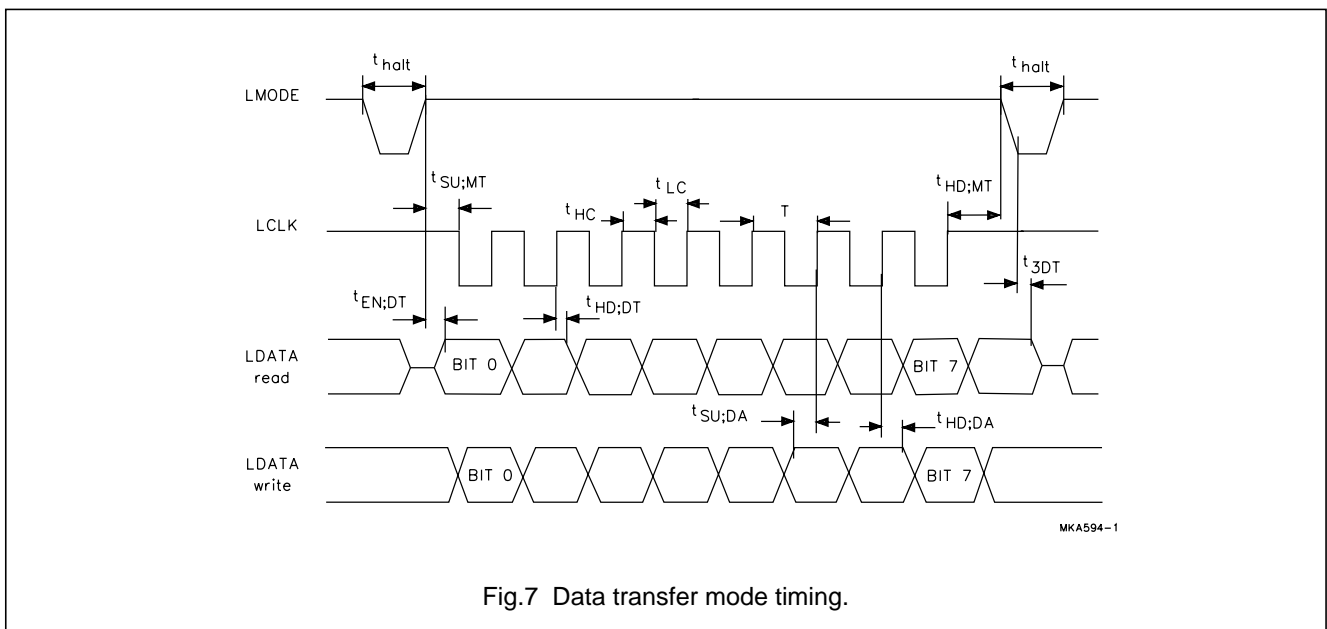 t halt
t halt
LMODE
t SU;MT
t LC
t HD;MT
t HC
T
LCLK
t 3DT
t EN;DT
t HD;DT
LDATA
read
BIT 0
BIT 7
t SU;DA
t HD;DA
LDATA
write
BIT 0
BIT 7
MKA594-1
Fig.7 Data transfer mode timing.